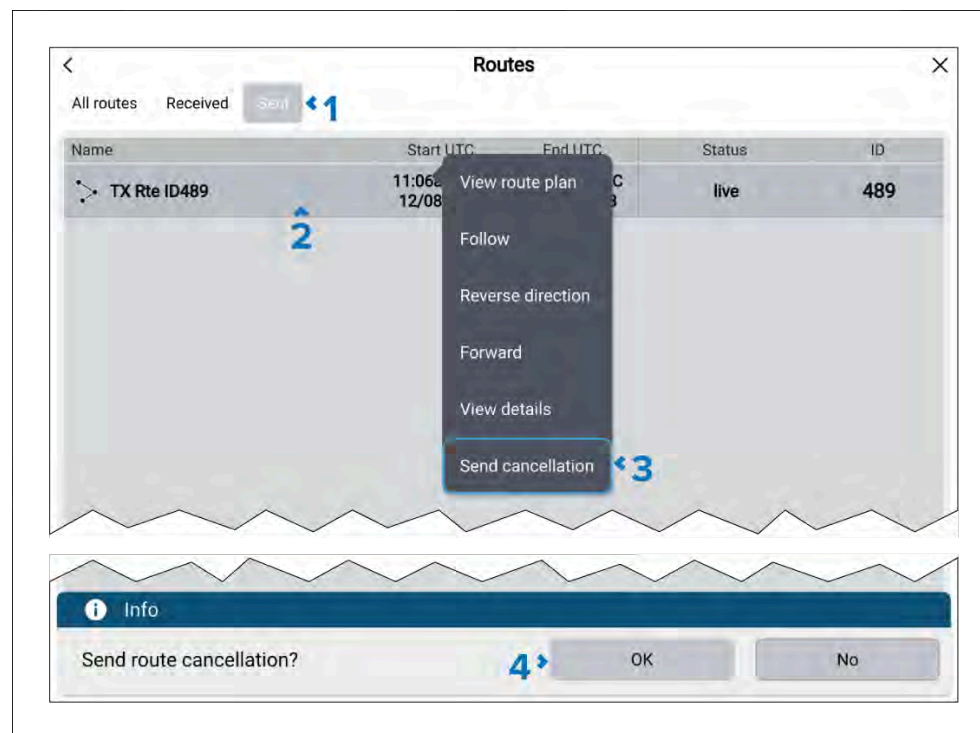 Routes
All routes Received Sent 1
Name Start UTC End UTC Status ID
TX Rte ID489 live 489
2
View route plan
Follow
Reverse direction
Forward
View details
Send cancellation 3
Info
Send route cancellation? 4 OK No